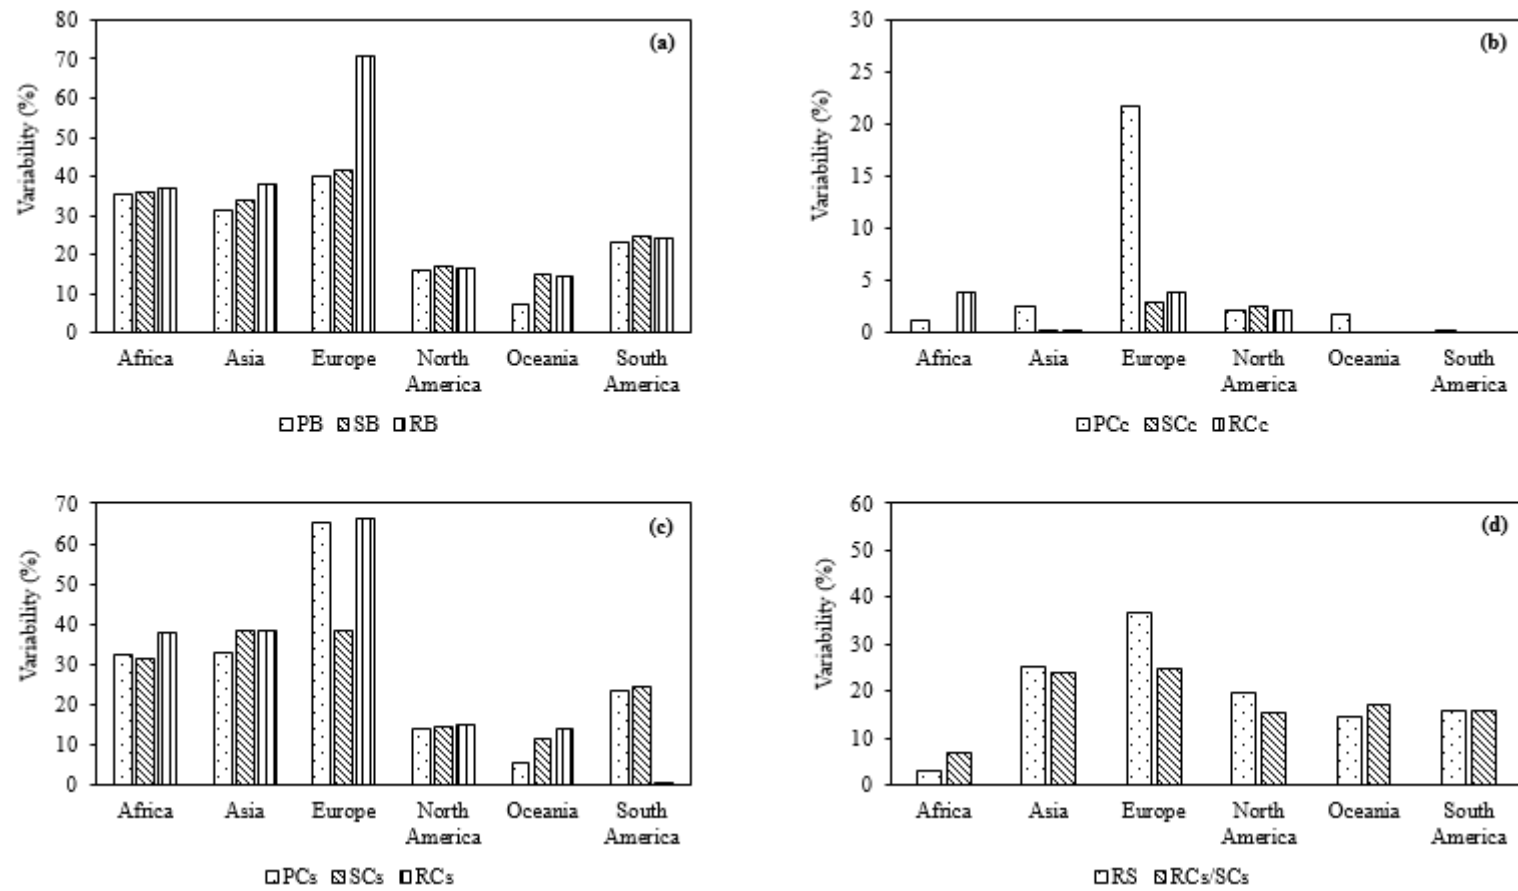 (a)
Variability (%)
80
70
60
50
40
30
20
10
0
Africa Asia Europe North America Oceania South America
PB SB RB
(b)
Variability (%)
30
25
20
15
10
5
0
Africa Asia Europe North America Oceania South America
PCc SCc RCc
(c)
Variability (%)
70
60
50
40
30
20
10
0
Africa Asia Europe North America Oceania South America
PCs SCs RCs
(d)
Variability (%)
60
50
40
30
20
10
0
Africa Asia Europe North America Oceania South America
RS RCs/SCs